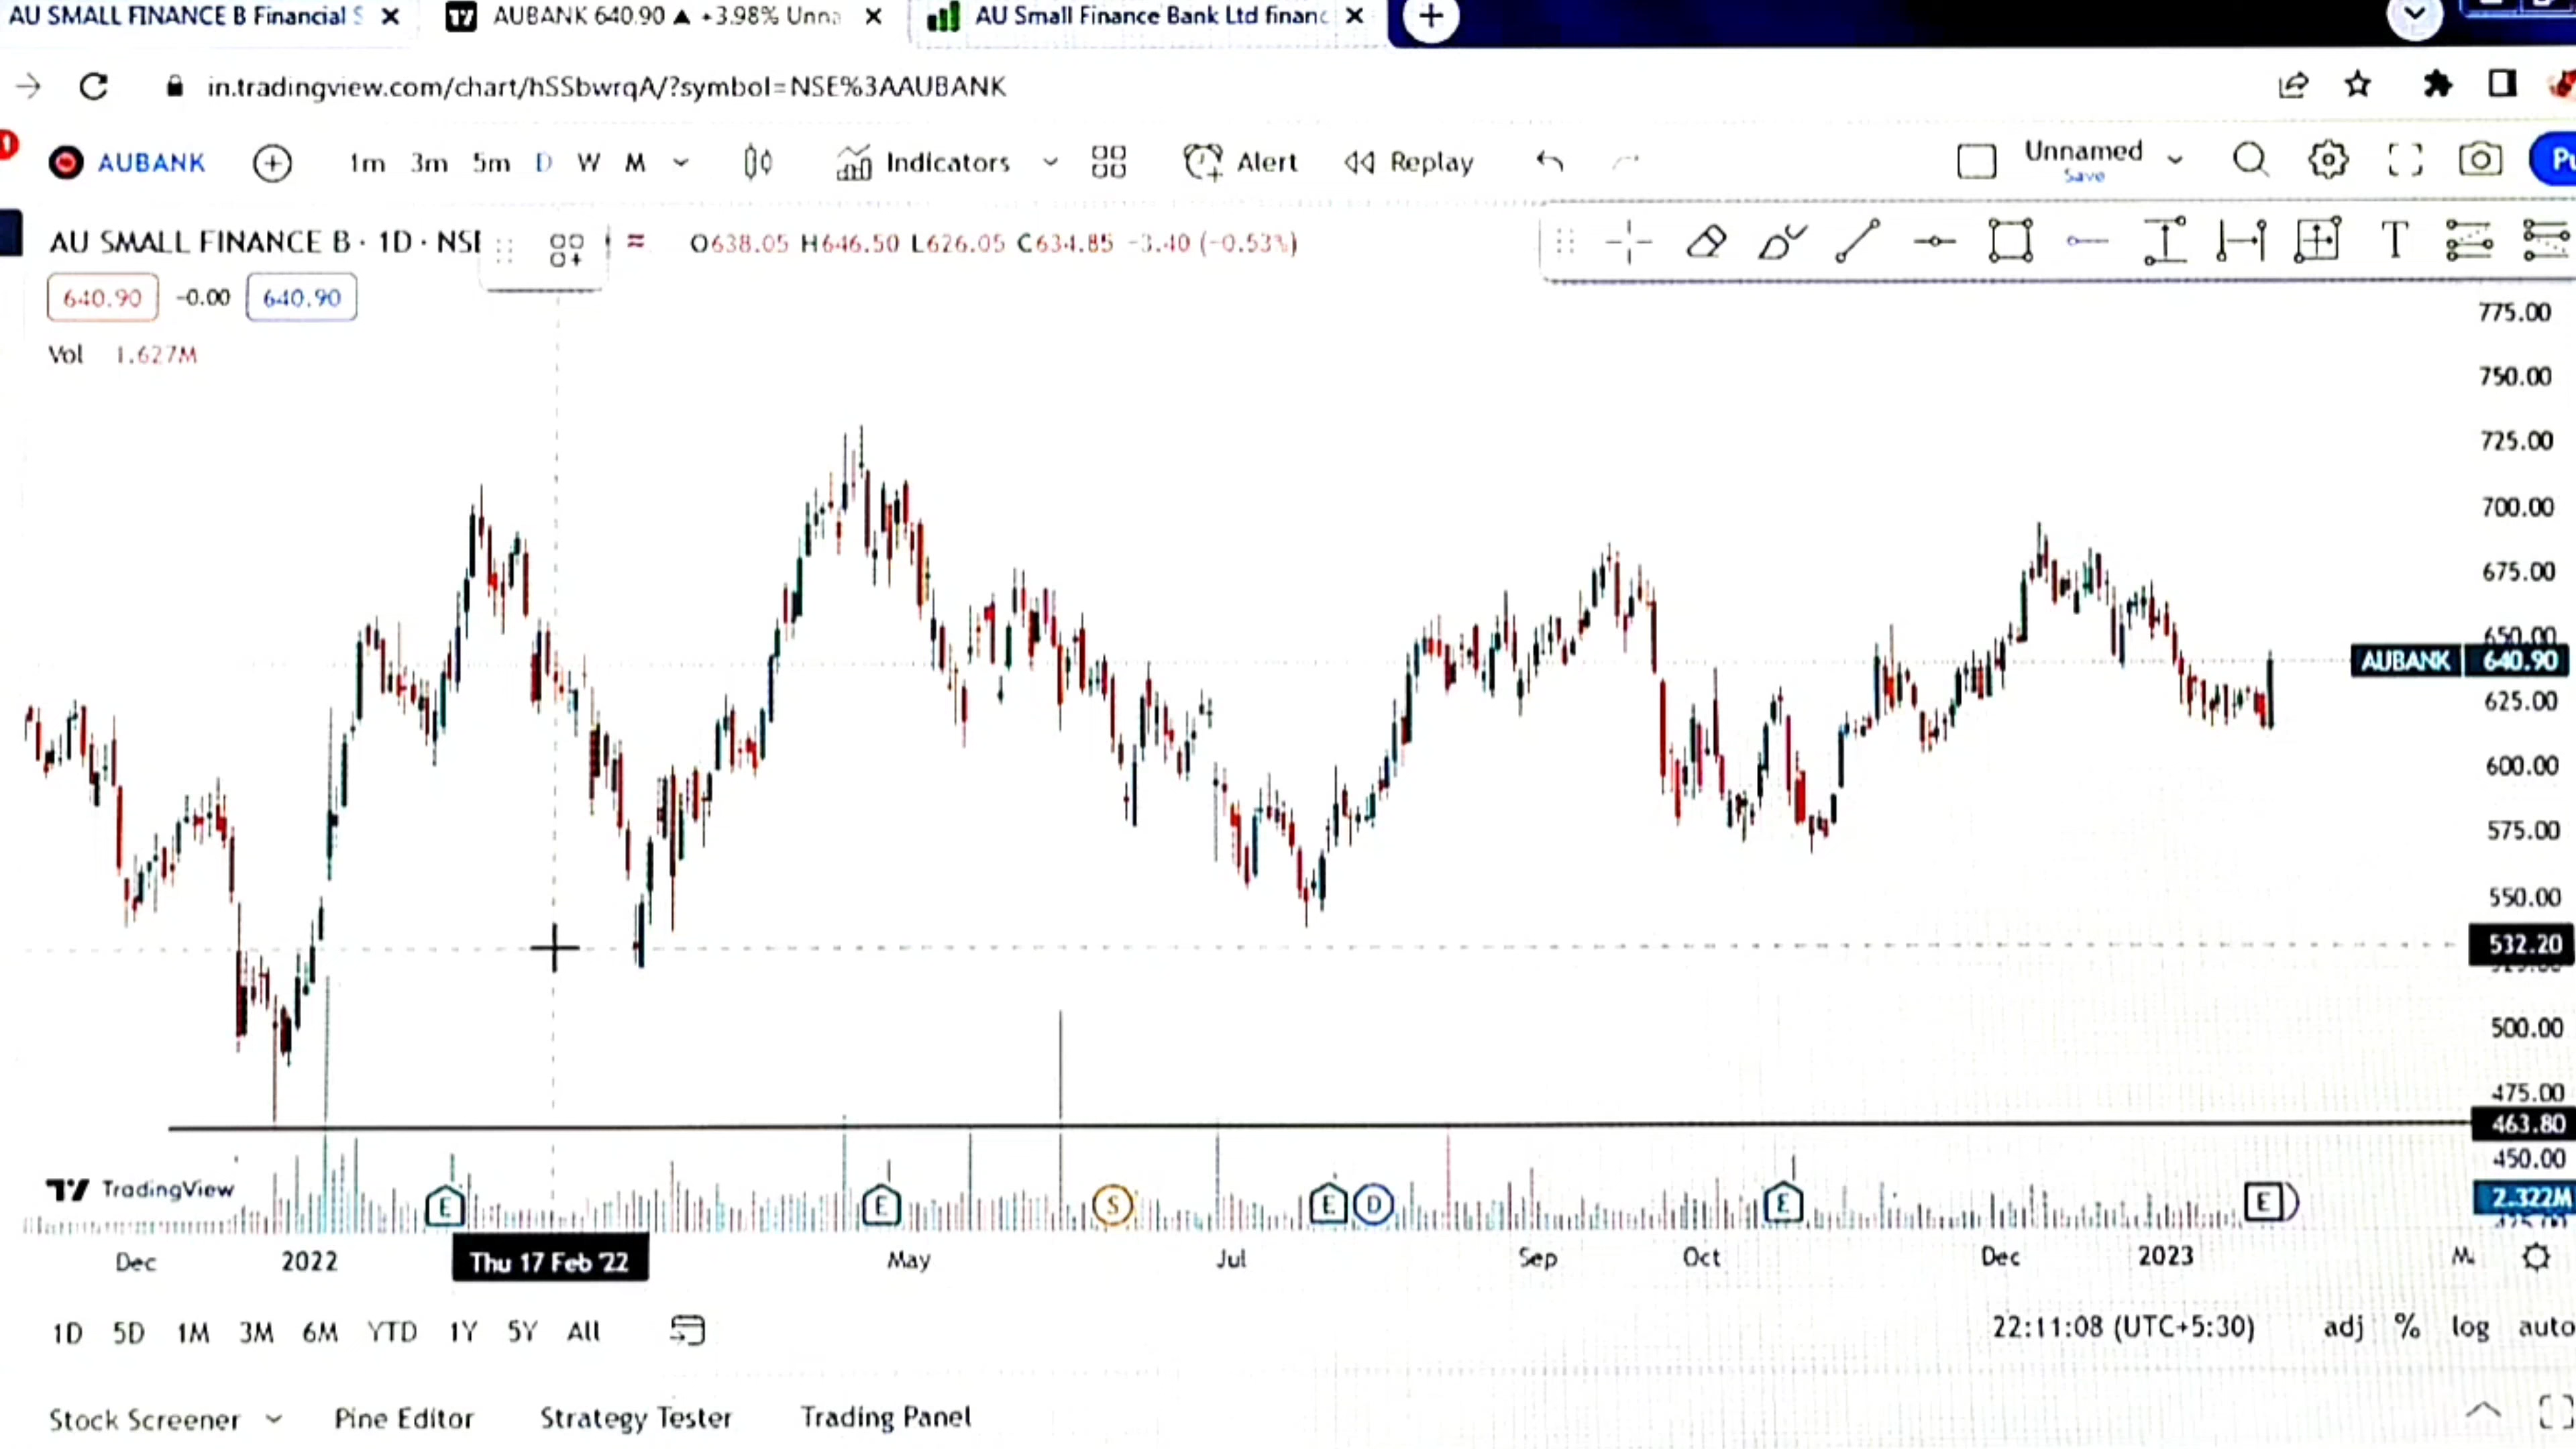 AU SMALL FINANCE B Financial S
AUBANK 640.90 ▲ +3.98% Unna
AU Small Finance Bank Ltd financ
in.tradingview.com/chart/hSSbwrqA/?symbol=NSE%3AAUBANK
AUBANK 1m 3m 5m D W M Indicators Alert Replay Unnamed
Save
Pu
AU SMALL FINANCE B · 1D · NSE O638.05 H646.50 L626.05 C634.85 -3.40 (-0.53%)
T
640.90 -0.00 640.90
Vol 1.627M
775.00
750.00
725.00
700.00
675.00
650.00
AUBANK 640.90
625.00
600.00
575.00
550.00
532.20
500.00
475.00
463.80
450.00
TradingView
E E S E D E E
2.322M
Dec 2022 Thu 17 Feb '22 May Jul Sep Oct Dec 2023 M
1D 5D 1M 3M 6M YTD 1Y 5Y All 22:11:08 (UTC+5:30) adj % log auto
Stock Screener Pine Editor Strategy Tester Trading Panel